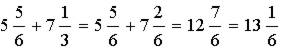 5 5/6 + 7 1/3 = 5 5/6 + 7 2/6 = 12 7/6 = 13 1/6